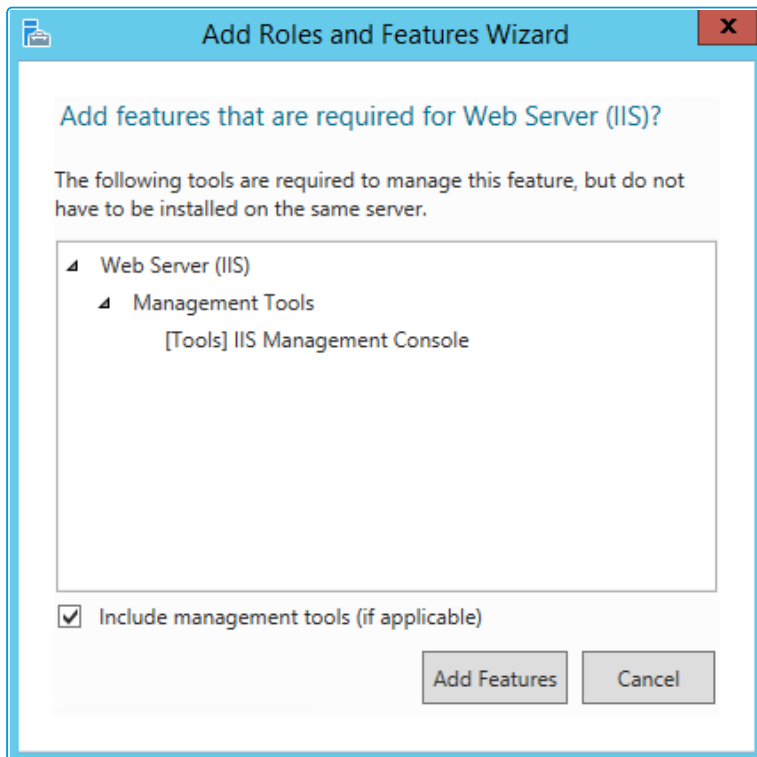 Add Roles and Features Wizard
x
Add features that are required for Web Server (IIS)?
The following tools are required to manage this feature, but do not
have to be installed on the same server.
Web Server (IIS)
Management Tools
[Tools] IIS Management Console
Include management tools (if applicable)
Add Features
Cancel